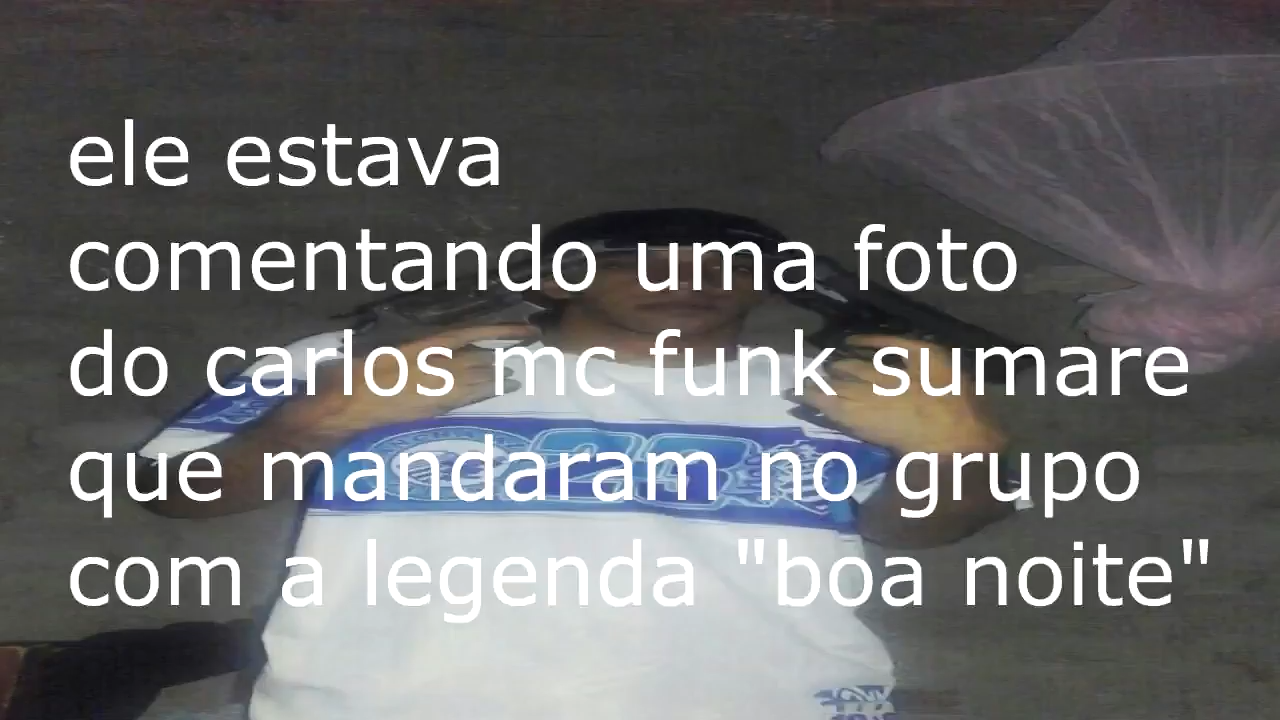 ele estava
comentando uma foto
do carlos mc funk sumare
que mandaram no grupo
com a legenda "boa noite"